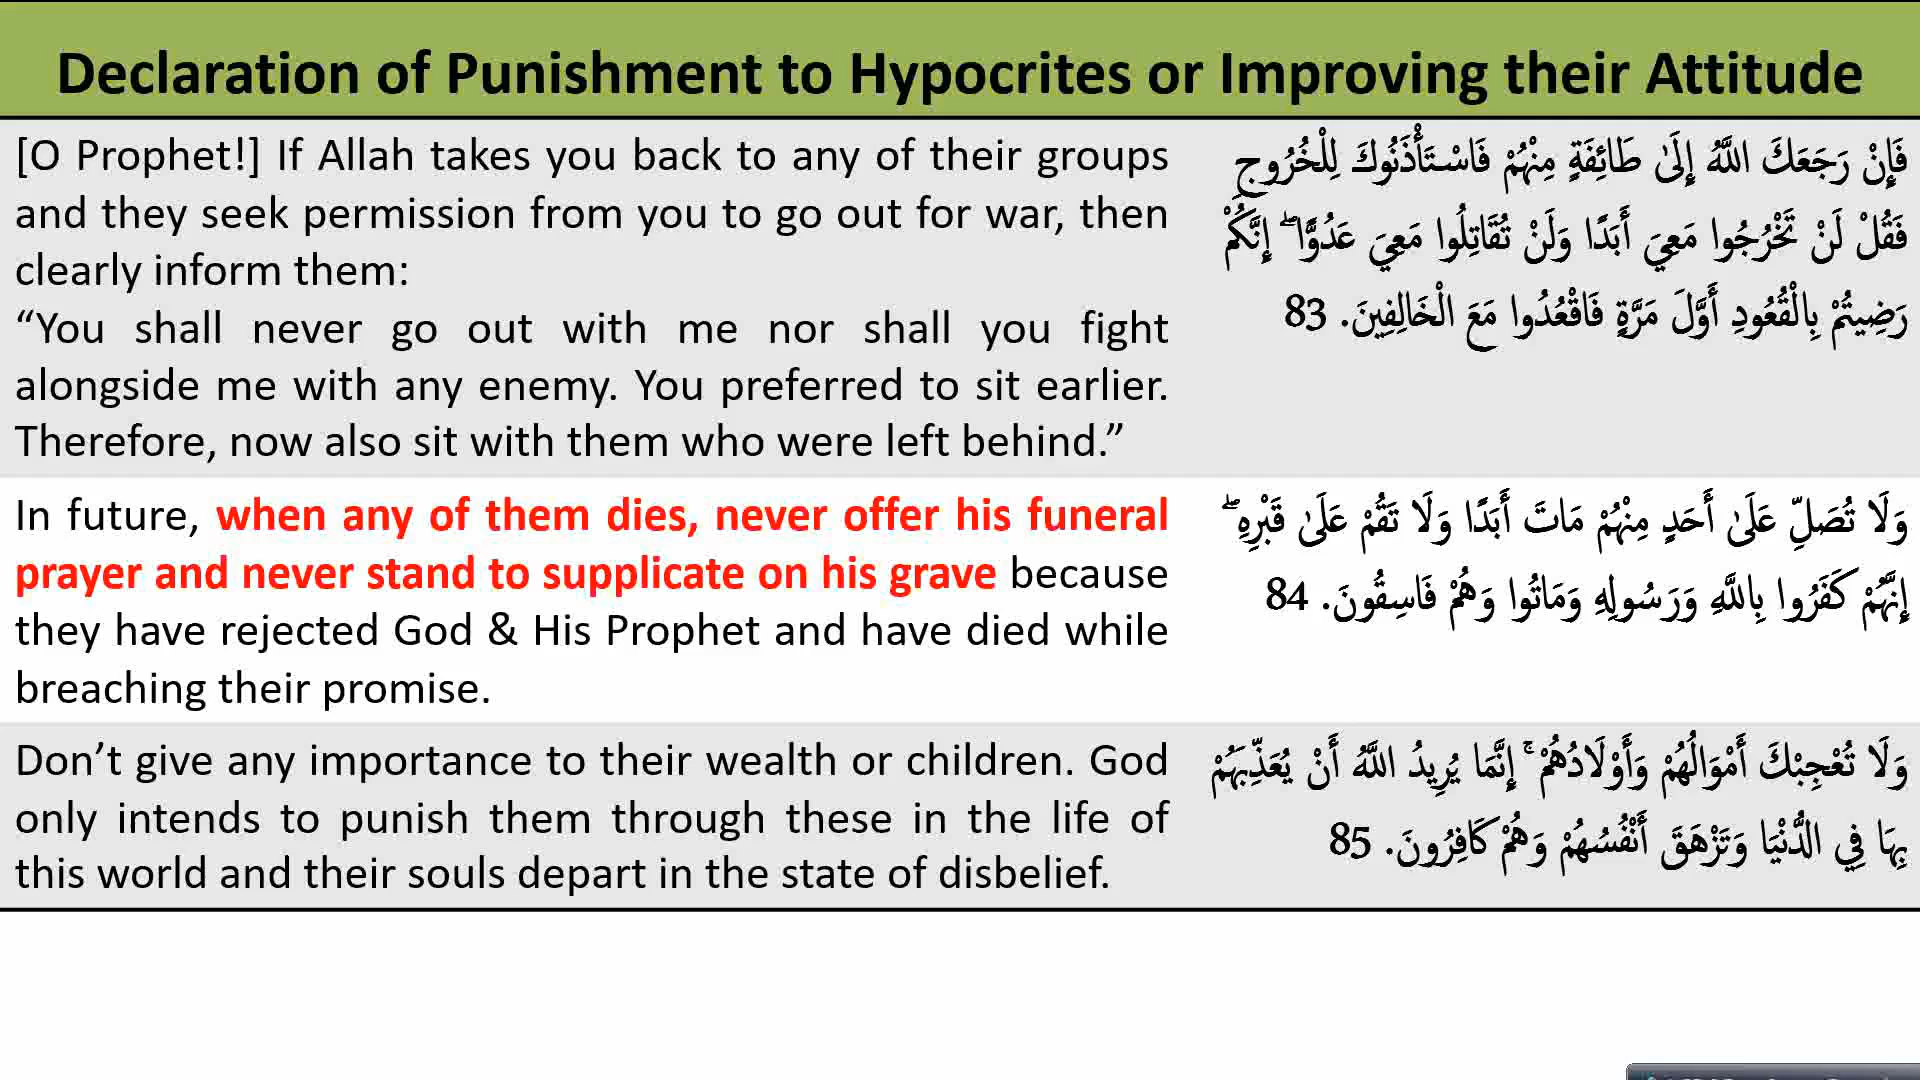 Declaration of Punishment to Hypocrites or Improving their Attitude
[O Prophet!] If Allah takes you back to any of their groups
and they seek permission from you to go out for war, then
clearly inform them:
“You shall never go out with me nor shall you fight
alongside me with any enemy. You preferred to sit earlier.
Therefore, now also sit with them who were left behind.”
فَإِنْ رَجَعَكَ اللَّهُ إِلَىٰ طَائِفَةٍ مِنْهُمْ فَاسْتَأْذَنُوكَ لِلْخُرُوجِ
فَقُلْ لَنْ تَخْرُجُوا مَعِيَ أَبَدًا وَلَنْ تُقَاتِلُوا مَعِيَ عَدُوًّا ۖ إِنَّكُمْ
رَضِيتُمْ بِالْقُعُودِ أَوَّلَ مَرَّةٍ فَاقْعُدُوا مَعَ الْخَالِفِينَ. 83
In future, when any of them dies, never offer his funeral
prayer and never stand to supplicate on his grave because
they have rejected God & His Prophet and have died while
breaching their promise.
وَلَا تُصَلِّ عَلَىٰ أَحَدٍ مِنْهُمْ مَاتَ أَبَدًا وَلَا تَقُمْ عَلَىٰ قَبْرِهِ ۖ
إِنَّهُمْ كَفَرُوا بِاللَّهِ وَرَسُولِهِ وَمَاتُوا وَهُمْ فَاسِقُونَ. 84
Don’t give any importance to their wealth or children. God
only intends to punish them through these in the life of
this world and their souls depart in the state of disbelief.
وَلَا تُعْجِبْكَ أَمْوَالُهُمْ وَأَوْلَادُهُمْ ۚ إِنَّمَا يُرِيدُ اللَّهُ أَنْ يُعَذِّبَهُمْ
بِهَا فِي الدُّنْيَا وَتَزْهَقَ أَنْفُسُهُمْ وَهُمْ كَافِرُونَ. 85